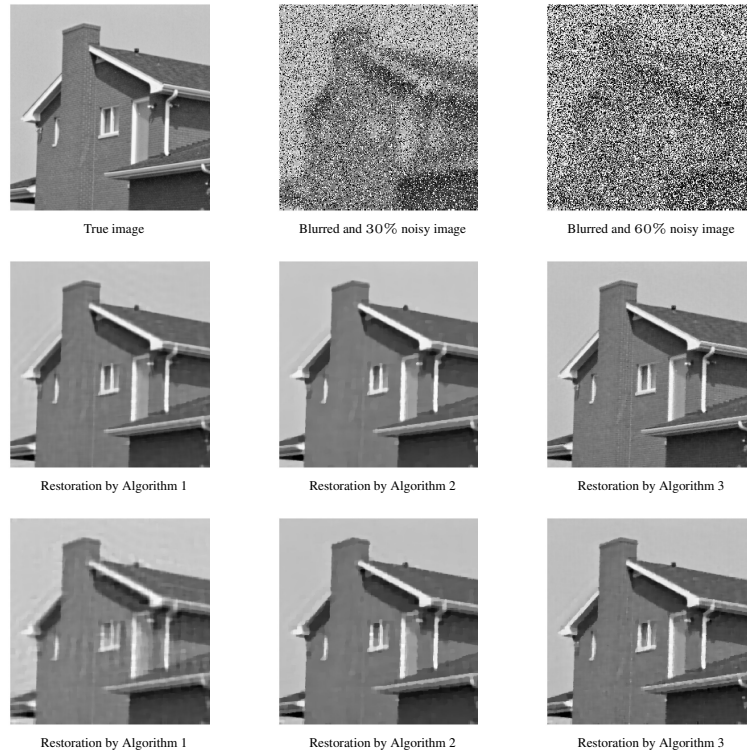 True image
Blurred and 30% noisy image
Blurred and 60% noisy image
Restoration by Algorithm 1
Restoration by Algorithm 2
Restoration by Algorithm 3
Restoration by Algorithm 1
Restoration by Algorithm 2
Restoration by Algorithm 3